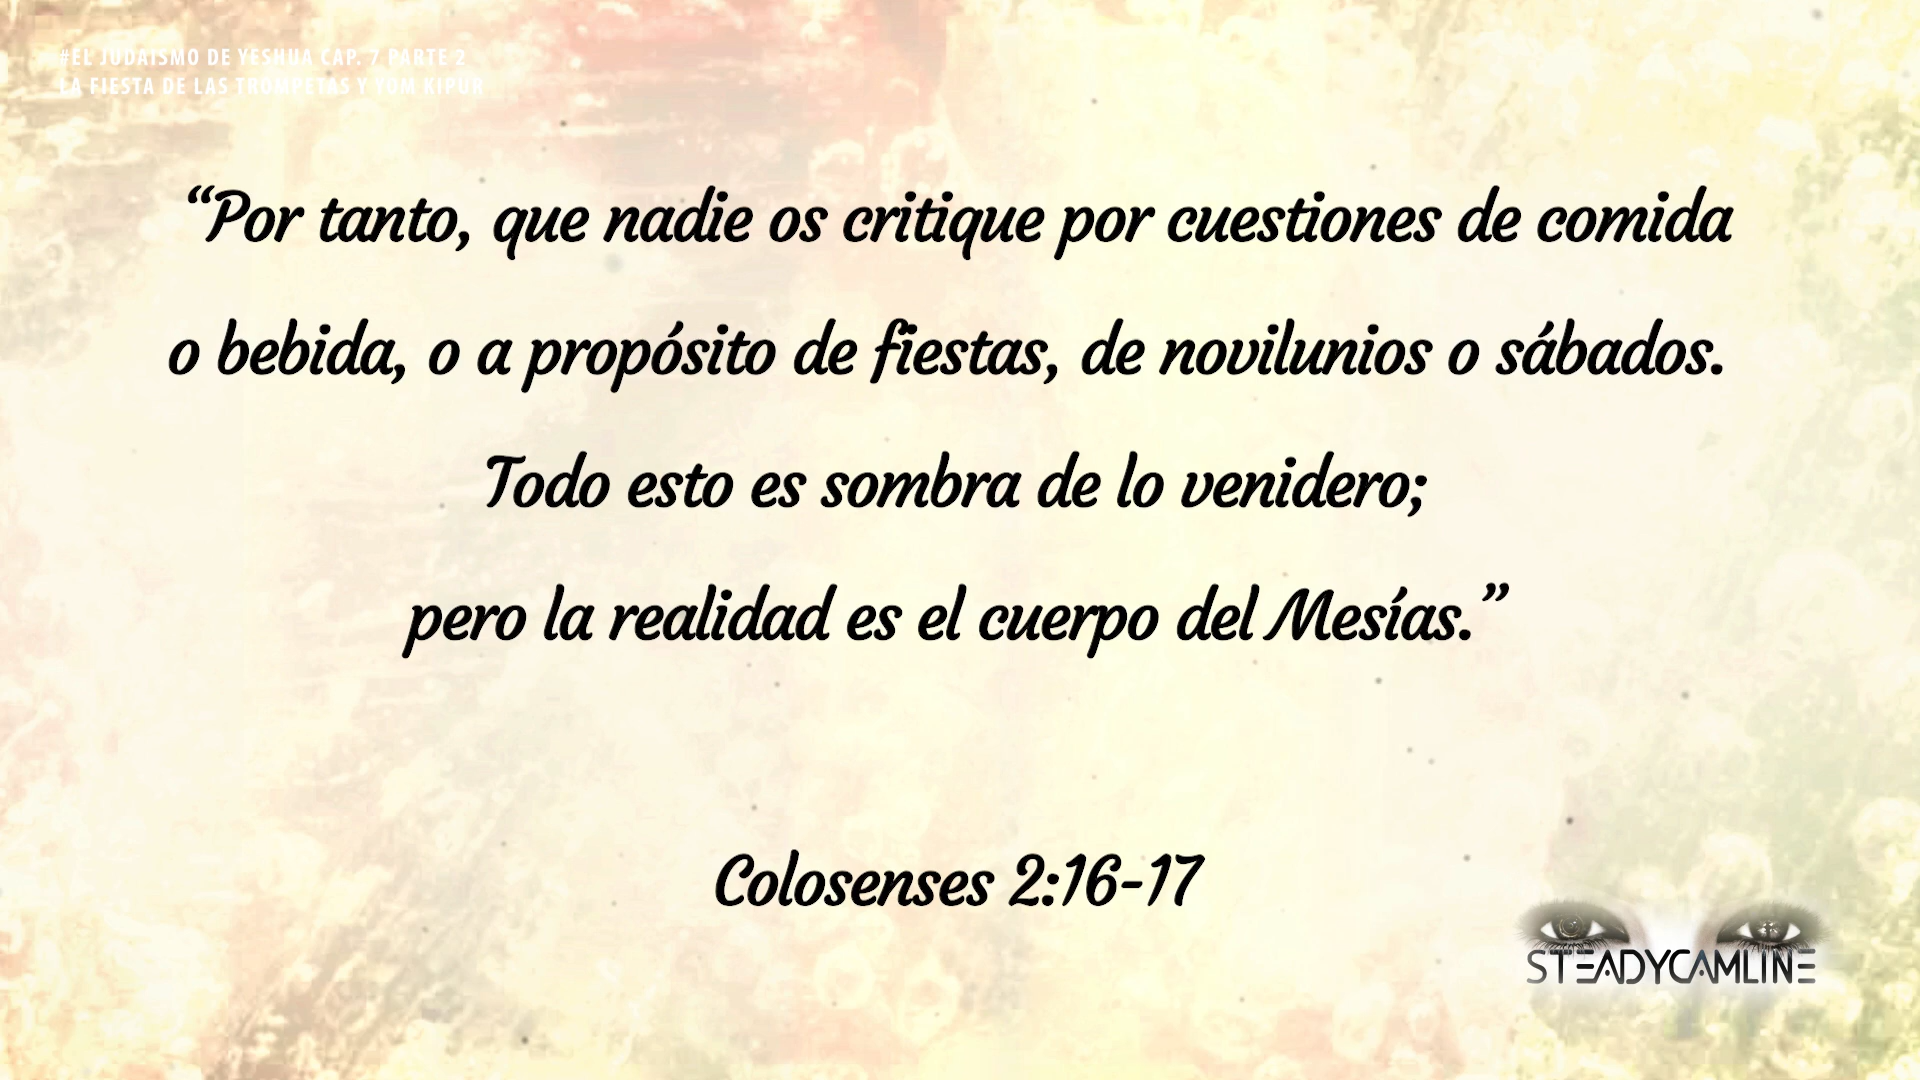 #EL JUDAISMO DE YESHUA CAP. 7 PARTE 2
LA FIESTA DE LAS TROMPETAS Y YOM KIPUR
“Por tanto, que nadie os critique por cuestiones de comida
o bebida, o a propósito de fiestas, de novilunios o sábados.
Todo esto es sombra de lo venidero;
pero la realidad es el cuerpo del Mesías.”
Colosenses 2:16-17
STEADYCAMLINE